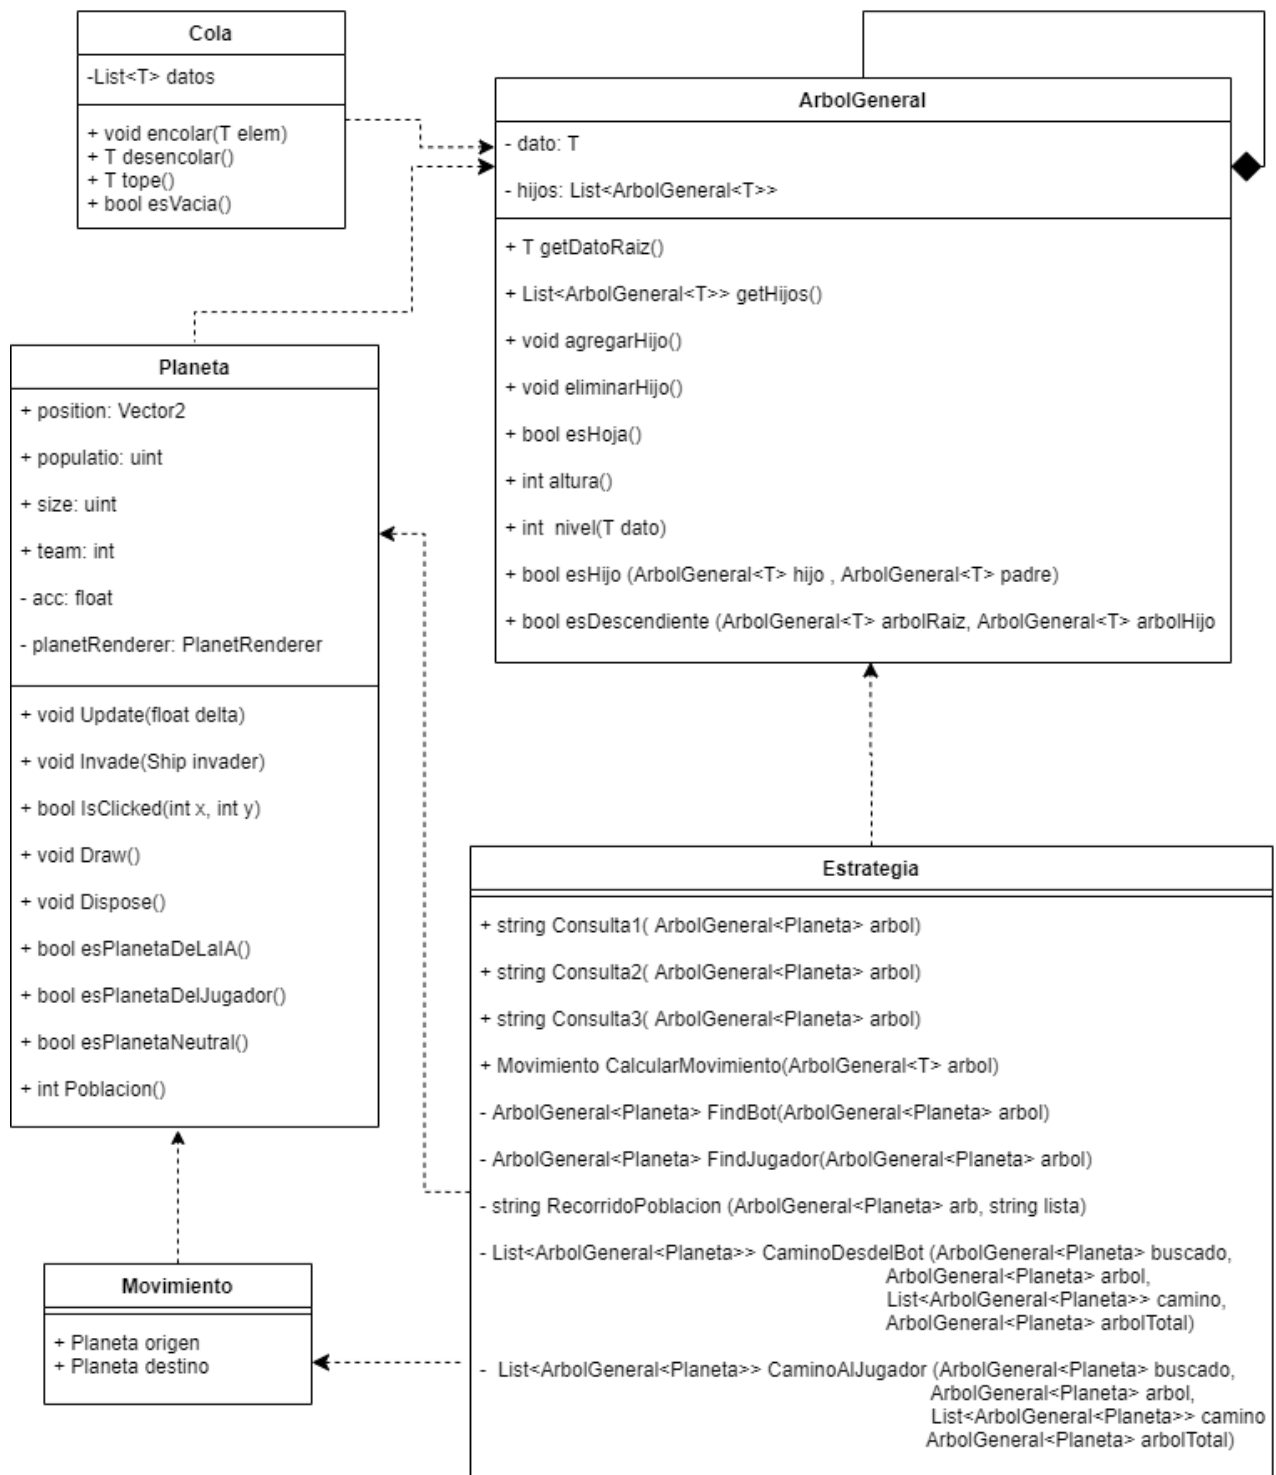 Cola
-List<T> datos
+ void encolar(T elem)
+ T desencolar()
+ T tope()
+ bool esVacia()
ArbolGeneral
- dato: T
- hijos: List<ArbolGeneral<T>>
+ T getDatoRaiz()
+ List<ArbolGeneral<T>> getHijos()
+ void agregarHijo()
+ void eliminarHijo()
+ bool esHoja()
+ int altura()
+ int nivel(T dato)
+ bool esHijo (ArbolGeneral<T> hijo , ArbolGeneral<T> padre)
+ bool esDescendiente (ArbolGeneral<T> arbolRaiz, ArbolGeneral<T> arbolHijo
Planeta
+ position: Vector2
+ populatio: uint
+ size: uint
+ team: int
- acc: float
- planetRenderer: PlanetRenderer
+ void Update(float delta)
+ void Invade(Ship invader)
+ bool IsClicked(int x, int y)
+ void Draw()
+ void Dispose()
+ bool esPlanetaDeLaIA()
+ bool esPlanetaDelJugador()
+ bool esPlanetaNeutral()
+ int Poblacion()
Estrategia
+ string Consulta1( ArbolGeneral<Planeta> arbol)
+ string Consulta2( ArbolGeneral<Planeta> arbol)
+ string Consulta3( ArbolGeneral<Planeta> arbol)
+ Movimiento CalcularMovimiento(ArbolGeneral<T> arbol)
- ArbolGeneral<Planeta> FindBot(ArbolGeneral<Planeta> arbol)
- ArbolGeneral<Planeta> FindJugador(ArbolGeneral<Planeta> arbol)
- string RecorridoPoblacion (ArbolGeneral<Planeta> arb, string lista)
- List<ArbolGeneral<Planeta>> CaminoDesdelBot (ArbolGeneral<Planeta> buscado,
ArbolGeneral<Planeta> arbol,
List<ArbolGeneral<Planeta>> camino,
ArbolGeneral<Planeta> arbolTotal)
- List<ArbolGeneral<Planeta>> CaminoAlJugador (ArbolGeneral<Planeta> buscado,
ArbolGeneral<Planeta> arbol,
List<ArbolGeneral<Planeta>> camino
ArbolGeneral<Planeta> arbolTotal)
Movimiento
+ Planeta origen
+ Planeta destino